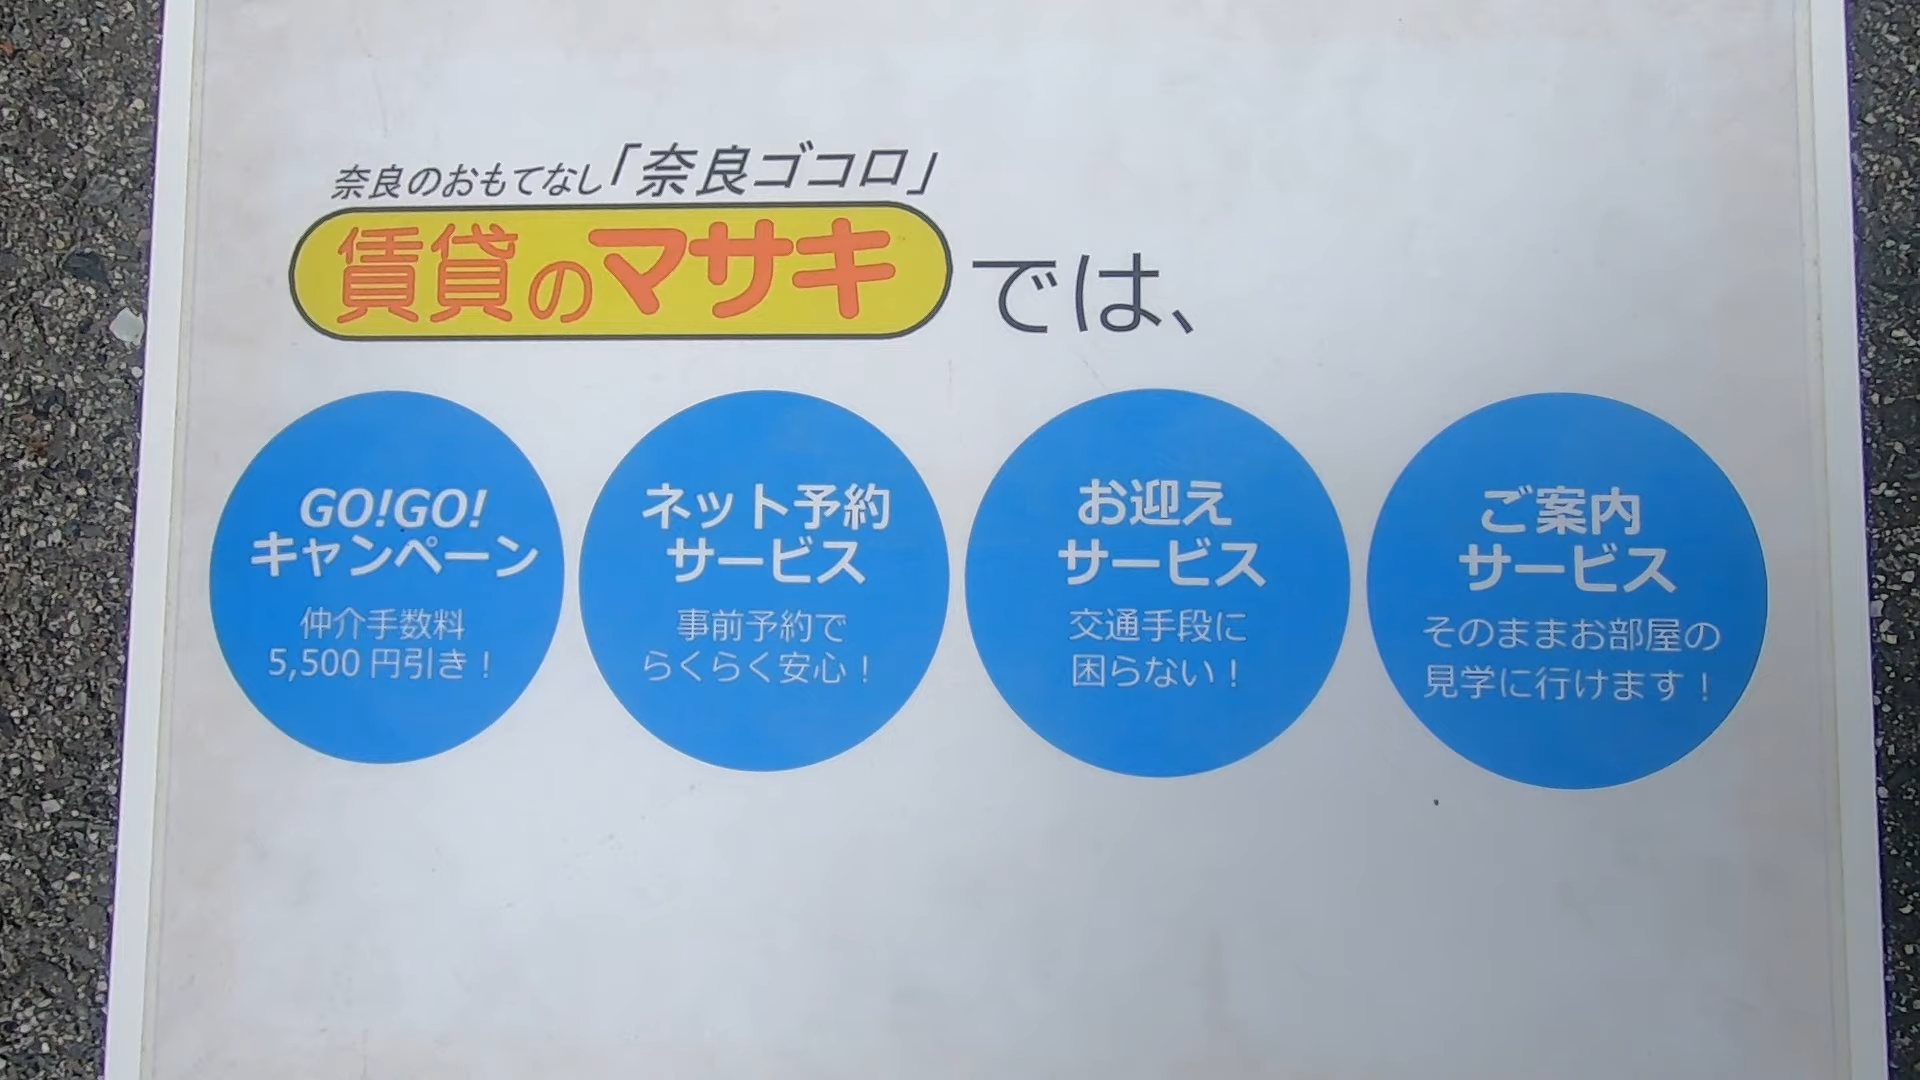 奈良のおもてなし「奈良ゴコロ」
賃貸のマサキでは、
GO!GO!
キャンペーン
仲介手数料
5,500円引き！
ネット予約
サービス
事前予約で
らくらく安心！
お迎え
サービス
交通手段に
困らない！
ご案内
サービス
そのままお部屋の
見学に行けます！